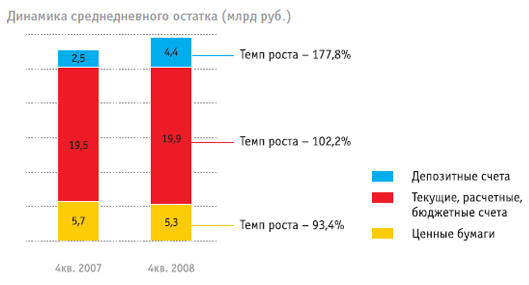 Динамика среднедневного остатка (млрд руб.)
2,5
4,4
Темп роста – 177,8%
19,5
19,9
Темп роста – 102,2%
5,7
5,3
Темп роста – 93,4%
4кв. 2007
4кв. 2008
Депозитные счета
Текущие, расчетные,
бюджетные счета
Ценные бумаги